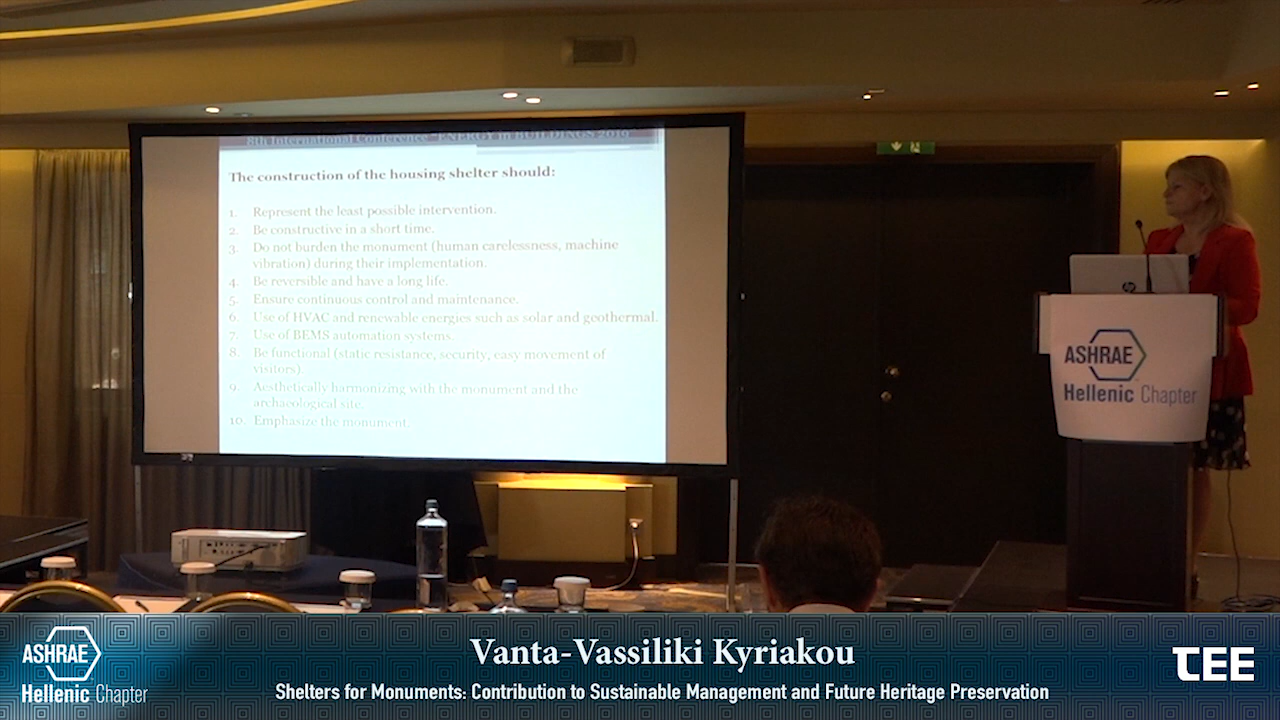 8th International Conference "ENERGY in BUILDINGS 2019"
The construction of the housing shelter should:
1. Represent the least possible intervention.
2. Be constructive in a short time.
3. Do not burden the monument (human carelessness, machine
vibration) during their implementation.
4. Be reversible and have a long life.
5. Ensure continuous control and maintenance.
6. Use of HVAC and renewable energies such as solar and geothermal.
7. Use of BEMS automation systems.
8. Be functional (static resistance, security, easy movement of
visitors).
9. Aesthetically harmonizing with the monument and the
archaeological site.
10. Emphasize the monument.
hp
ASHRAE
Hellenic Chapter
ASHRAE
Hellenic Chapter
Vanta-Vassiliki Kyriakou
Shelters for Monuments: Contribution to Sustainable Management and Future Heritage Preservation
TEE